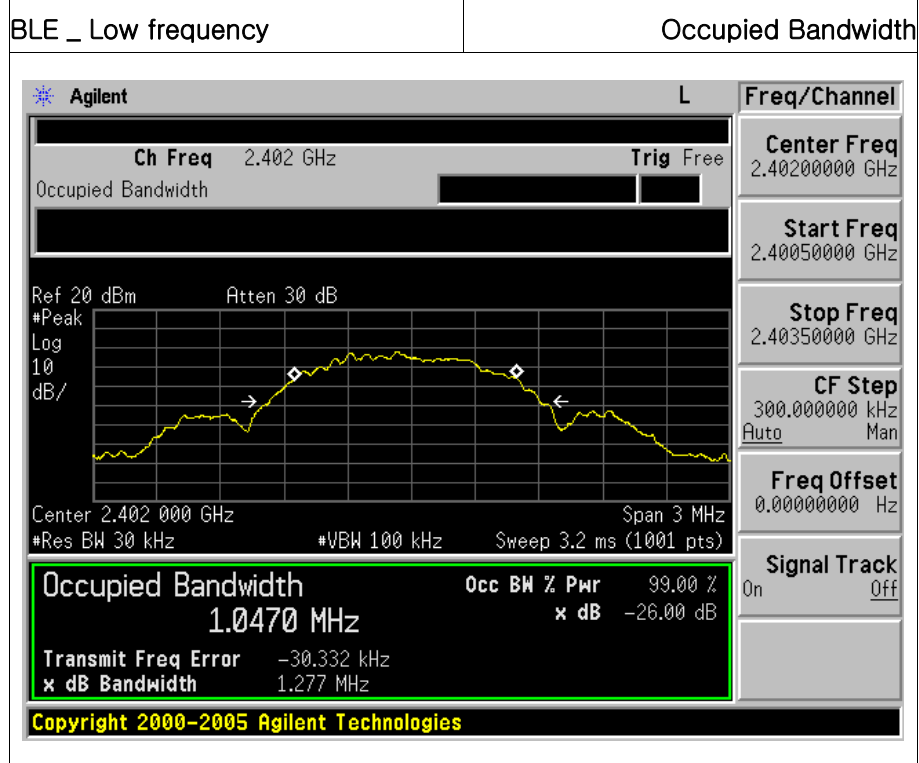 BLE _ Low frequency
Occupied Bandwidth
Agilent
L
Freq/Channel
Ch Freq 2.402 GHz
Trig Free
Occupied Bandwidth
Center Freq
2.40200000 GHz
Start Freq
2.40050000 GHz
Ref 20 dBm
Atten 30 dB
#Peak
Log
10
dB/
Stop Freq
2.40350000 GHz
CF Step
300.000000 kHz
Auto Man
Freq Offset
0.00000000 Hz
Center 2.402 000 GHz
Span 3 MHz
#Res BW 30 kHz
#VBW 100 kHz
Sweep 3.2 ms (1001 pts)
Signal Track
On Off
Occupied Bandwidth
1.0470 MHz
Occ BW % Pwr 99.00 %
x dB -26.00 dB
Transmit Freq Error -30.332 kHz
x dB Bandwidth 1.277 MHz
Copyright 2000-2005 Agilent Technologies